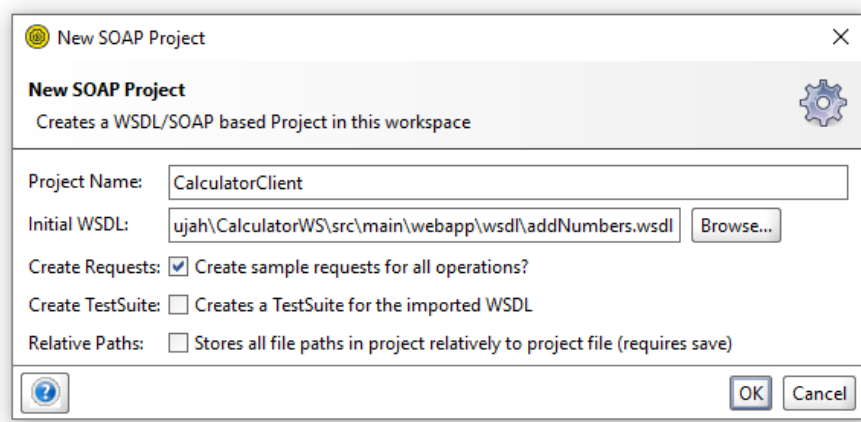 New SOAP Project
New SOAP Project
Creates a WSDL/SOAP based Project in this workspace
Project Name: CalculatorClient
Initial WSDL: ujah\CalculatorWS\src\main\webapp\wsdl\addNumbers.wsdl Browse...
Create Requests: Create sample requests for all operations?
Create TestSuite: Creates a TestSuite for the imported WSDL
Relative Paths: Stores all file paths in project relatively to project file (requires save)
? OK Cancel